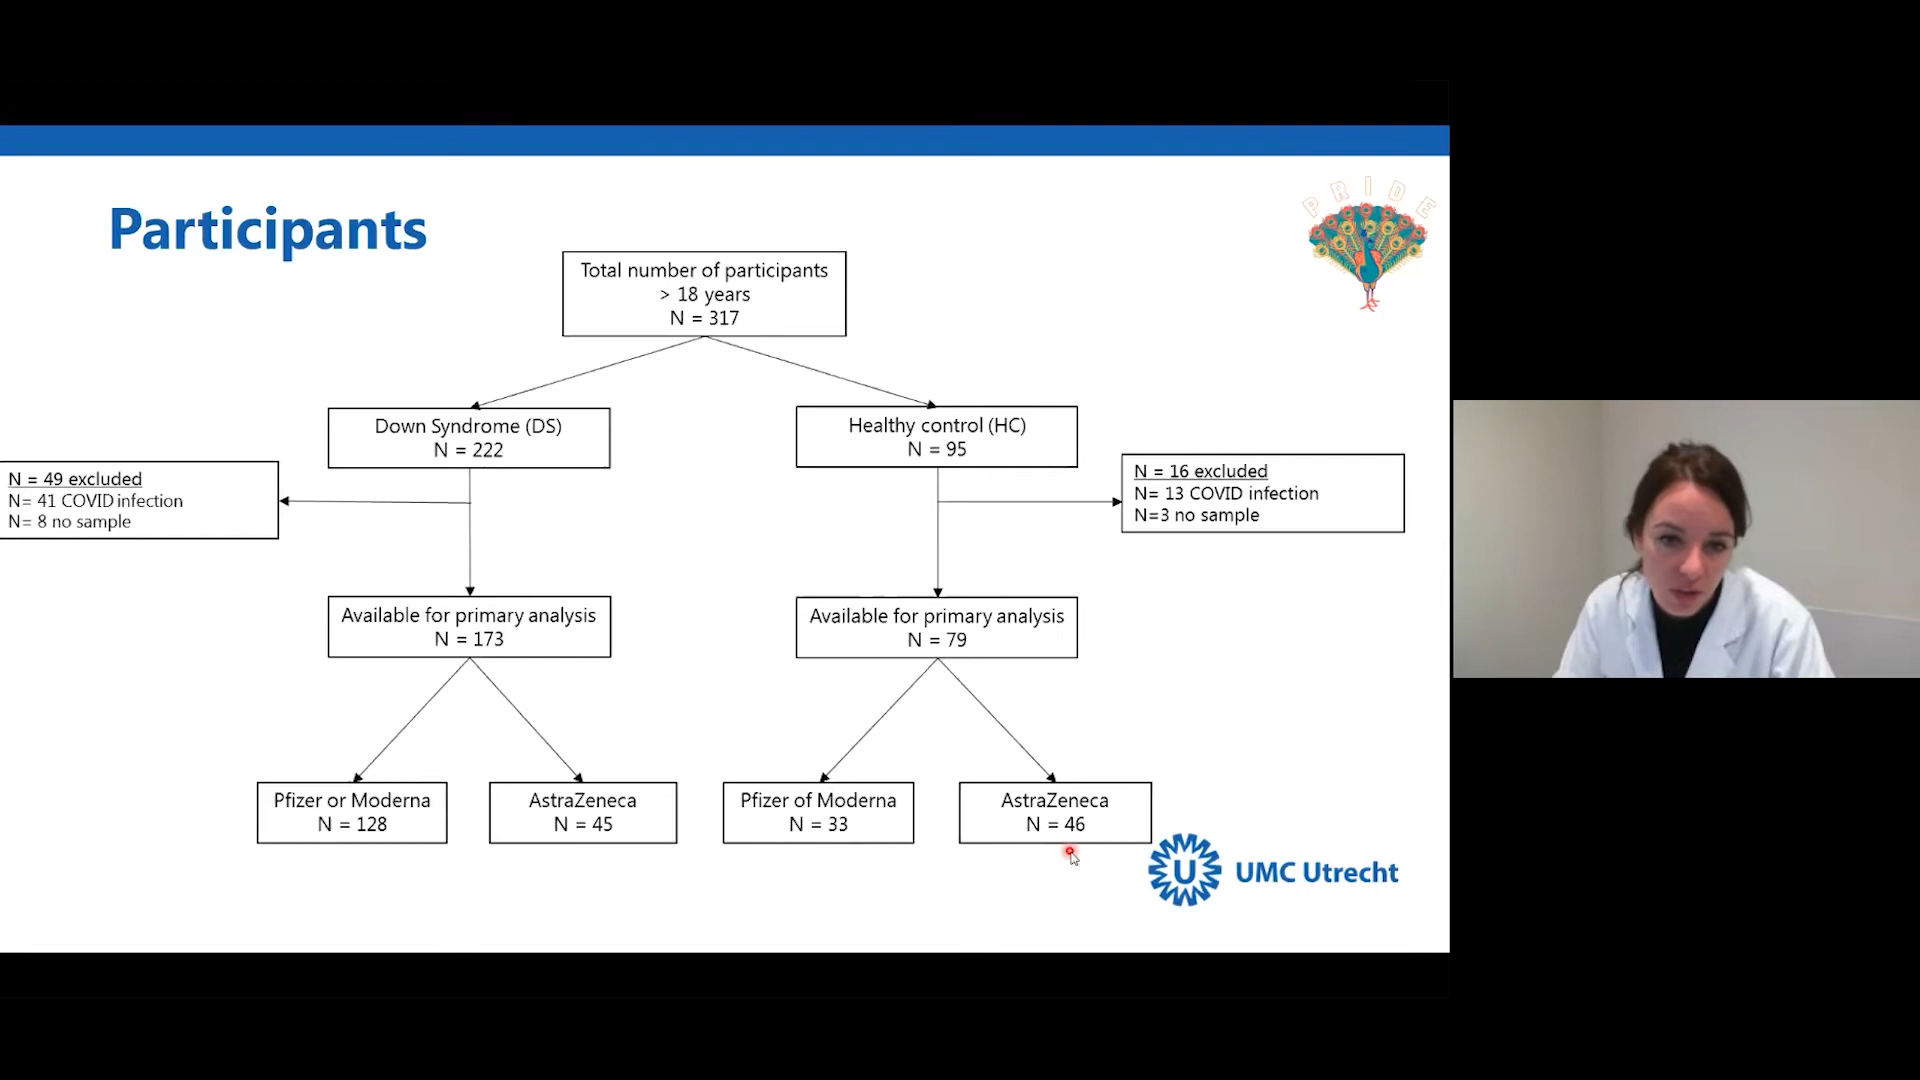 PRIDE
Participants
Total number of participants
> 18 years
N = 317
Down Syndrome (DS)
N = 222
Healthy control (HC)
N = 95
N = 49 excluded
N= 41 COVID infection
N= 8 no sample
N = 16 excluded
N= 13 COVID infection
N=3 no sample
Available for primary analysis
N = 173
Available for primary analysis
N = 79
Pfizer or Moderna
N = 128
AstraZeneca
N = 45
Pfizer of Moderna
N = 33
AstraZeneca
N = 46
U
UMC Utrecht